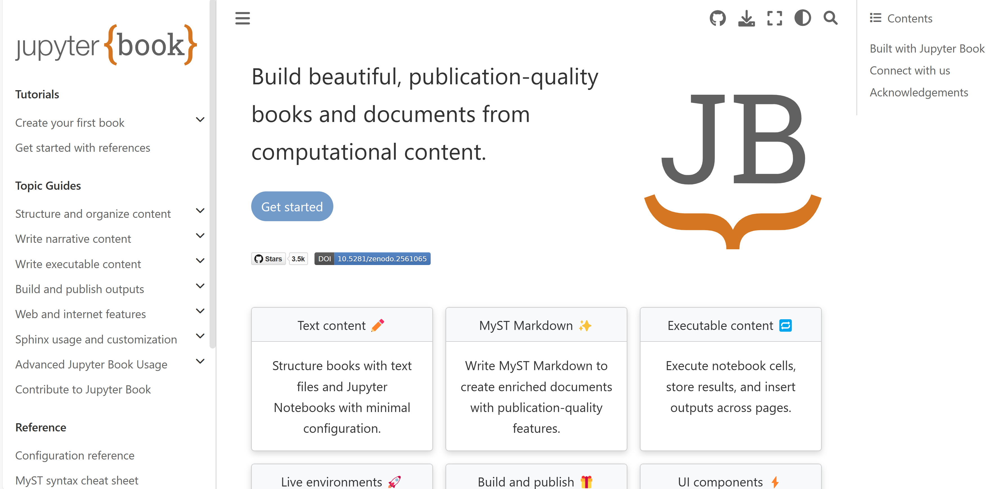 jupyter {book}
Tutorials
Create your first book
Get started with references
Topic Guides
Structure and organize content
Write narrative content
Write executable content
Build and publish outputs
Web and internet features
Sphinx usage and customization
Advanced Jupyter Book Usage
Contribute to Jupyter Book
Reference
Configuration reference
MyST syntax cheat sheet
Build beautiful, publication-quality
books and documents from
computational content.
Get started
Stars 3.5k DOI 10.5281/zenodo.2561065
JB
Text content
Structure books with text
files and Jupyter
Notebooks with minimal
configuration.
MyST Markdown
Write MyST Markdown to
create enriched documents
with publication-quality
features.
Executable content
Execute notebook cells,
store results, and insert
outputs across pages.
Live environments
Build and publish
UI components
Contents
Built with Jupyter Book
Connect with us
Acknowledgements